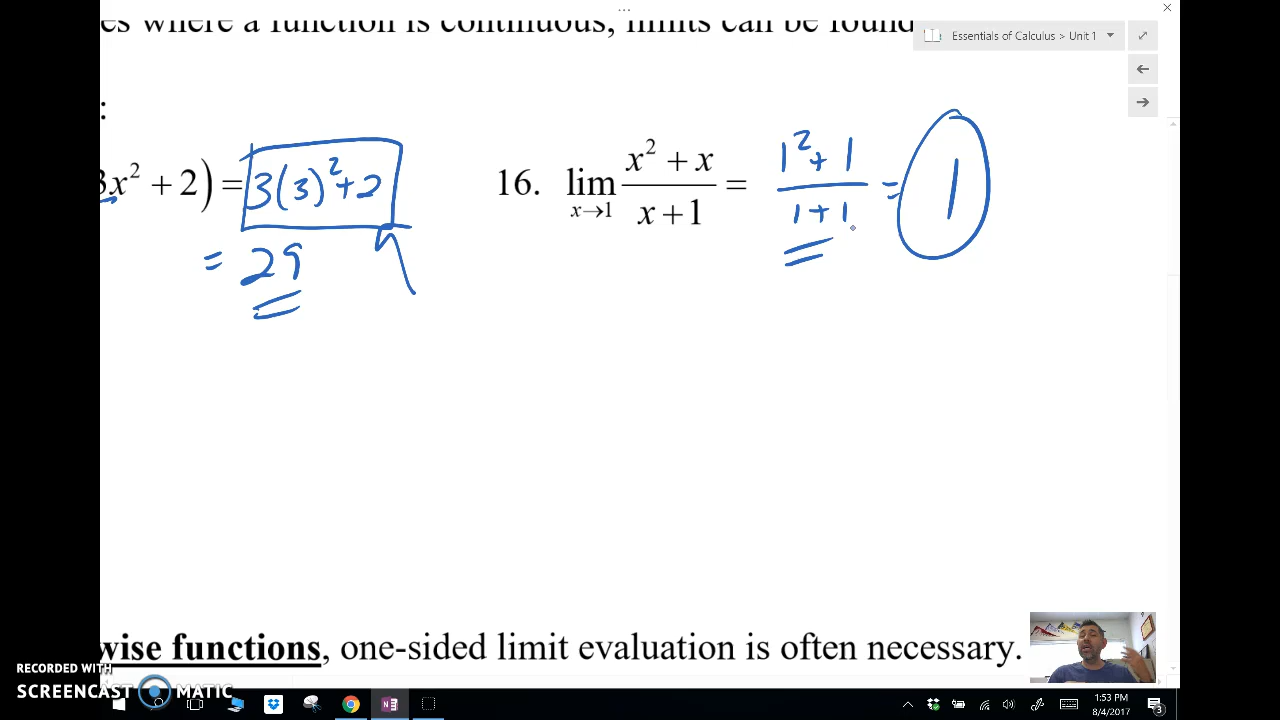 es where a function is continuous, limits can be found
Essentials of Calculus > Unit 1
:
3x² + 2) = 3(3)² + 2
= 29
16. lim x→1 (x² + x)/(x + 1) = (1² + 1)/(1 + 1) = 1
wise functions, one-sided limit evaluation is often necessary.
RECORDED WITH
SCREENCAST MATIC
1:53 PM
8/4/2017
3